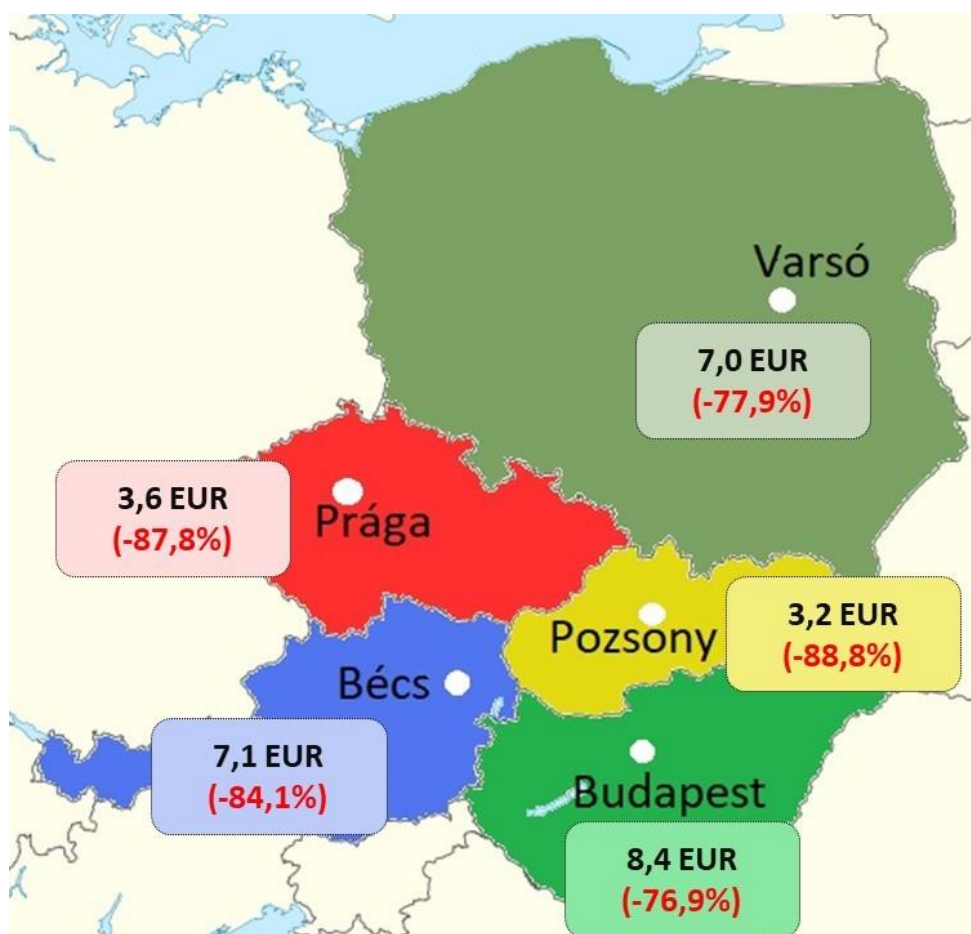 Varsó
7,0 EUR
(-77,9%)
3,6 EUR
(-87,8%)
Prága
Pozsony
3,2 EUR
(-88,8%)
Bécs
7,1 EUR
(-84,1%)
Budapest
8,4 EUR
(-76,9%)